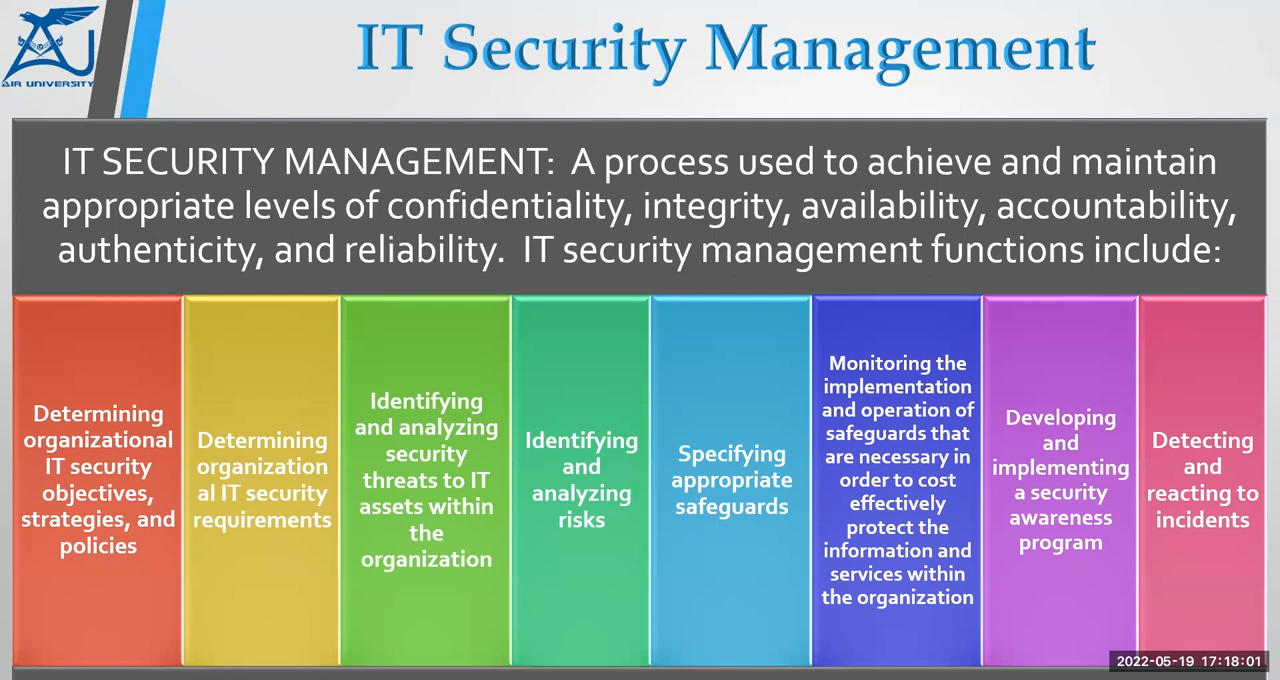 AIR UNIVERSITY
IT Security Management
IT SECURITY MANAGEMENT: A process used to achieve and maintain
appropriate levels of confidentiality, integrity, availability, accountability,
authenticity, and reliability. IT security management functions include:
Determining
organizational
IT security
objectives,
strategies, and
policies
Determining
organization
al IT security
requirements
Identifying
and analyzing
security
threats to IT
assets within
the
organization
Identifying
and
analyzing
risks
Specifying
appropriate
safeguards
Monitoring the
implementation
and operation of
safeguards that
are necessary in
order to cost
effectively
protect the
information and
services within
the organization
Developing
and
implementing
a security
awareness
program
Detecting
and
reacting to
incidents
2022-05-19 17:18:01